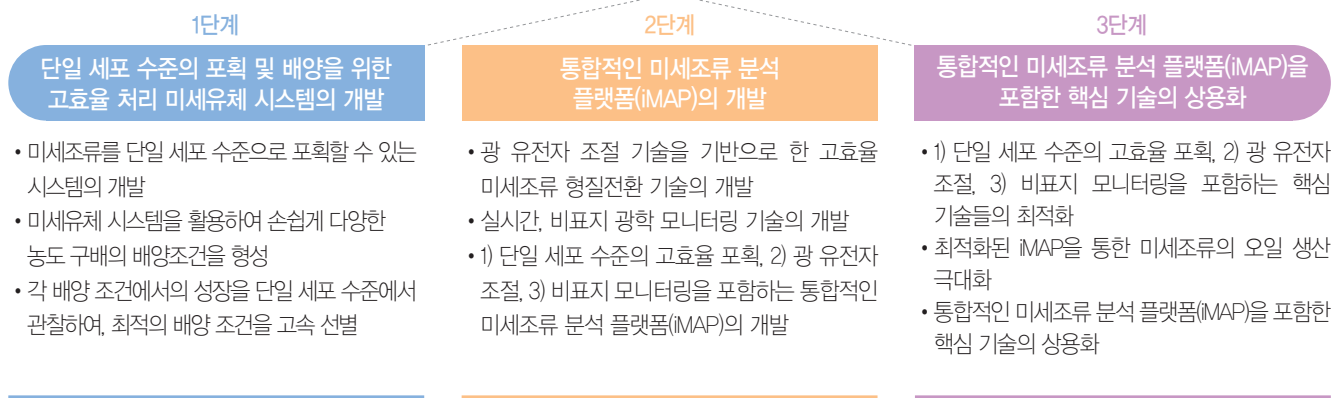 1단계
단일 세포 수준의 포획 및 배양을 위한
고효율 처리 미세유체 시스템의 개발
• 미세조류를 단일 세포 수준으로 포획할 수 있는
시스템의 개발
• 미세유체 시스템을 활용하여 손쉽게 다양한
농도 구배의 배양조건을 형성
• 각 배양 조건에서의 성장을 단일 세포 수준에서
관찰하여, 최적의 배양 조건을 고속 선별
2단계
통합적인 미세조류 분석
플랫폼(iMAP)의 개발
• 광 유전자 조절 기술을 기반으로 한 고효율
미세조류 형질전환 기술의 개발
• 실시간, 비표지 광학 모니터링 기술의 개발
• 1) 단일 세포 수준의 고효율 포획, 2) 광 유전자
조절, 3) 비표지 모니터링을 포함하는 통합적인
미세조류 분석 플랫폼(iMAP)의 개발
3단계
통합적인 미세조류 분석 플랫폼(iMAP)을
포함한 핵심 기술의 상용화
• 1) 단일 세포 수준의 고효율 포획, 2) 광 유전자
조절, 3) 비표지 모니터링을 포함하는 핵심
기술들의 최적화
• 최적화된 iMAP을 통한 미세조류의 오일 생산
극대화
• 통합적인 미세조류 분석 플랫폼(iMAP)을 포함한
핵심 기술의 상용화